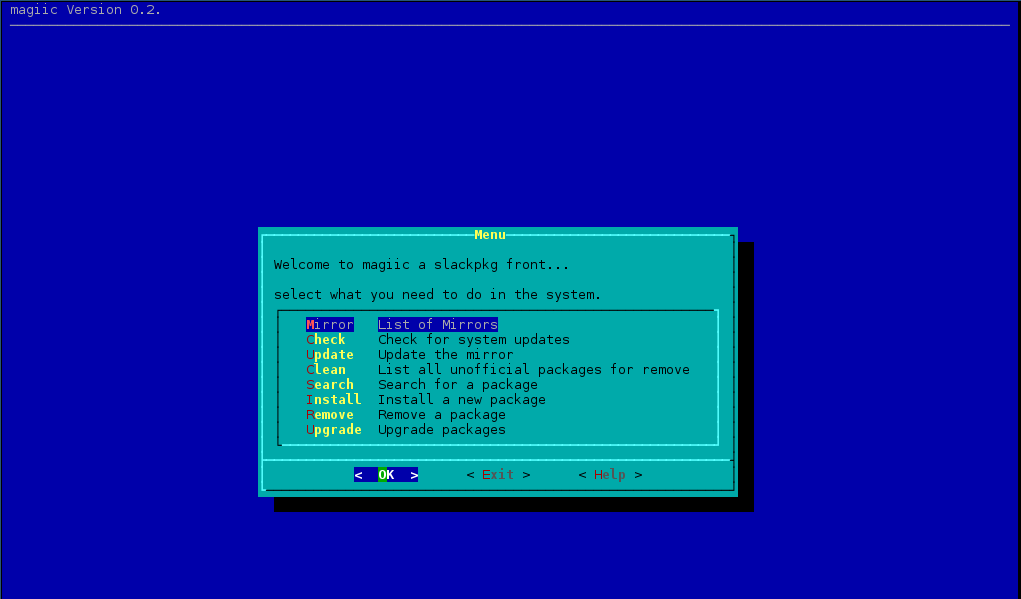 magiic Version 0.2.
Menu
Welcome to magiic a slackpkg front...
select what you need to do in the system.
Mirror List of Mirrors
Check Check for system updates
Update Update the mirror
Clean List all unofficial packages for remove
Search Search for a package
Install Install a new package
Remove Remove a package
Upgrade Upgrade packages
< OK > < Exit > < Help >